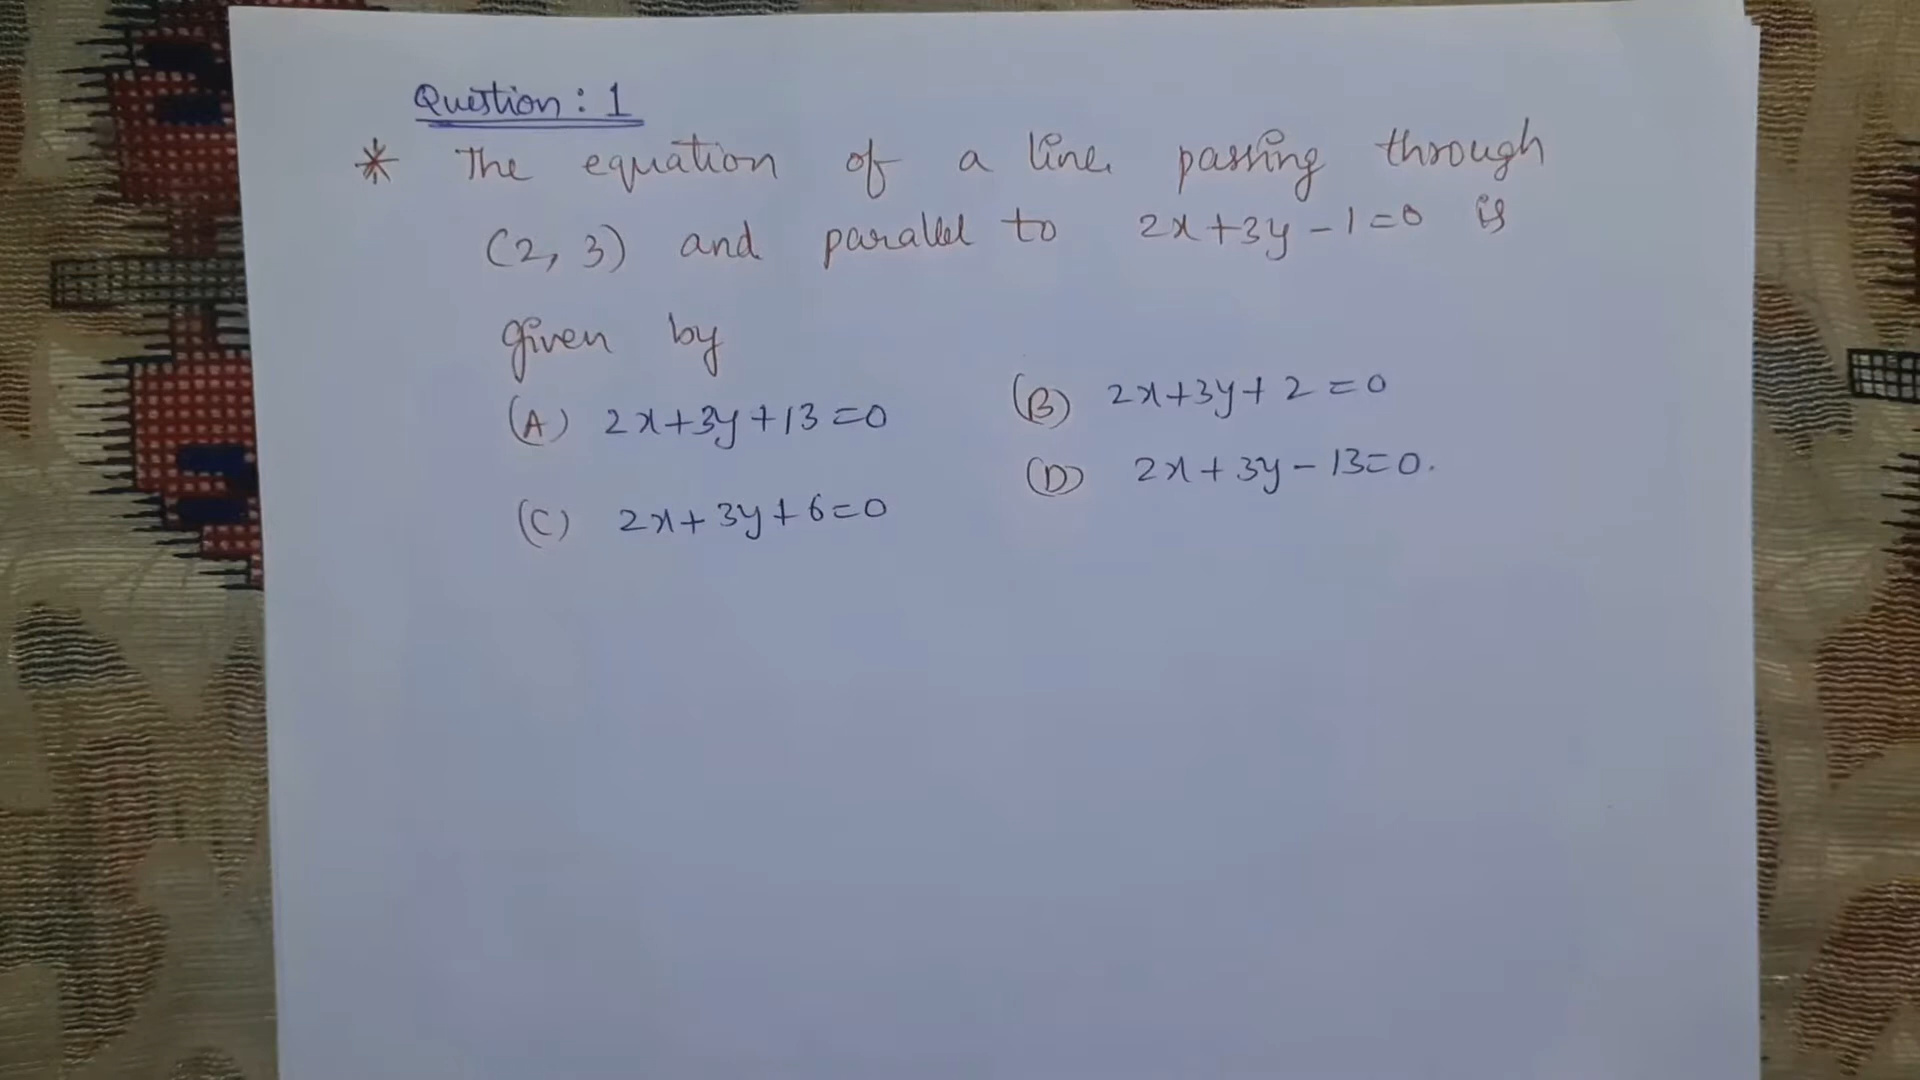 Question : 1
* The equation of a line passing through
(2, 3) and parallel to 2x+3y-1=0 is
given by
(A) 2x+3y+13=0 (B) 2x+3y+2=0
(C) 2x+3y+6=0 (D) 2x+3y-13=0.